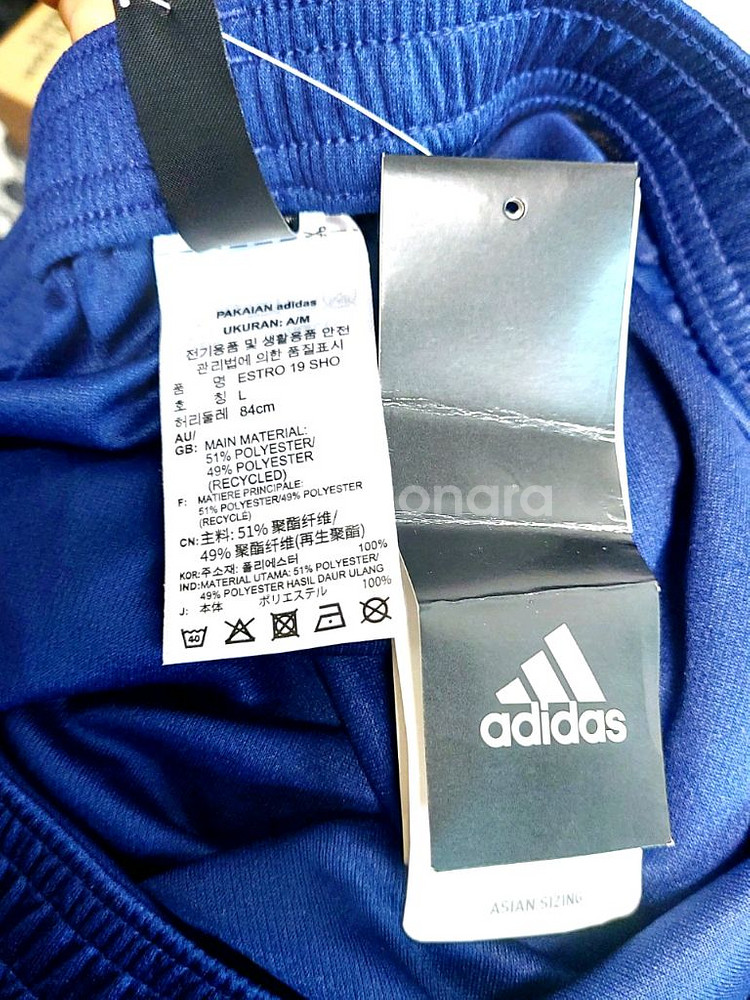 PAKAIAN adidas
UKURAN: A/M
전기용품 및 생활용품 안전
관리법에 의한 품질표시
품 명 ESTRO 19 SHO
호 칭 L
허리둘레 84cm
AU/
GB: MAIN MATERIAL:
51% POLYESTER/
49% POLYESTER
(RECYCLED)
F: MATIERE PRINCIPALE:
51% POLYESTER/49% POLYESTER
(RECYCLÉ)
CN: 主料: 51% 聚酯纤维/
49% 聚酯纤维(再生聚酯)
KOR: 주소재: 폴리에스터 100%
IND: MATERIAL UTAMA: 51% POLYESTER/
49% POLYESTER HASIL DAUR ULANG
J: 本体 ポリエステル 100%
40
onara
adidas
ASIAN SIZING